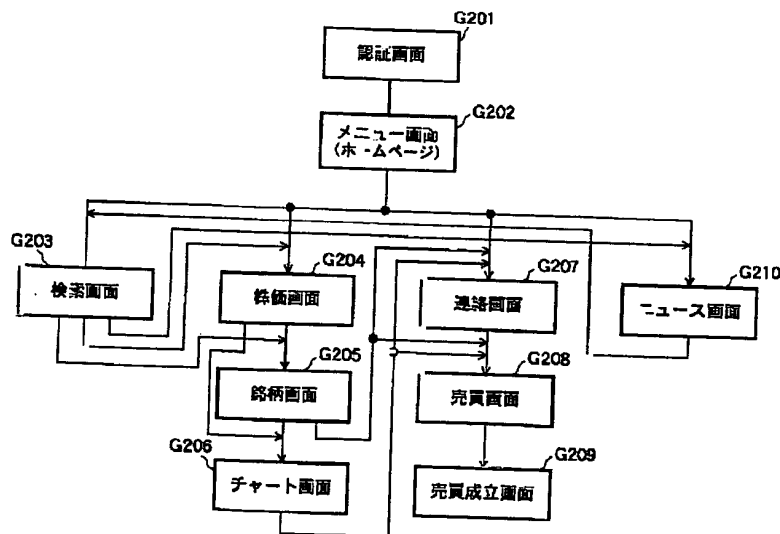 G201
認証画面
G202
メニュー画面
(ホームページ)
G203
検索画面
G204
株価画面
G207
連絡画面
G210
ニュース画面
G205
銘柄画面
G208
売買画面
G206
チャート画面
G209
売買成立画面